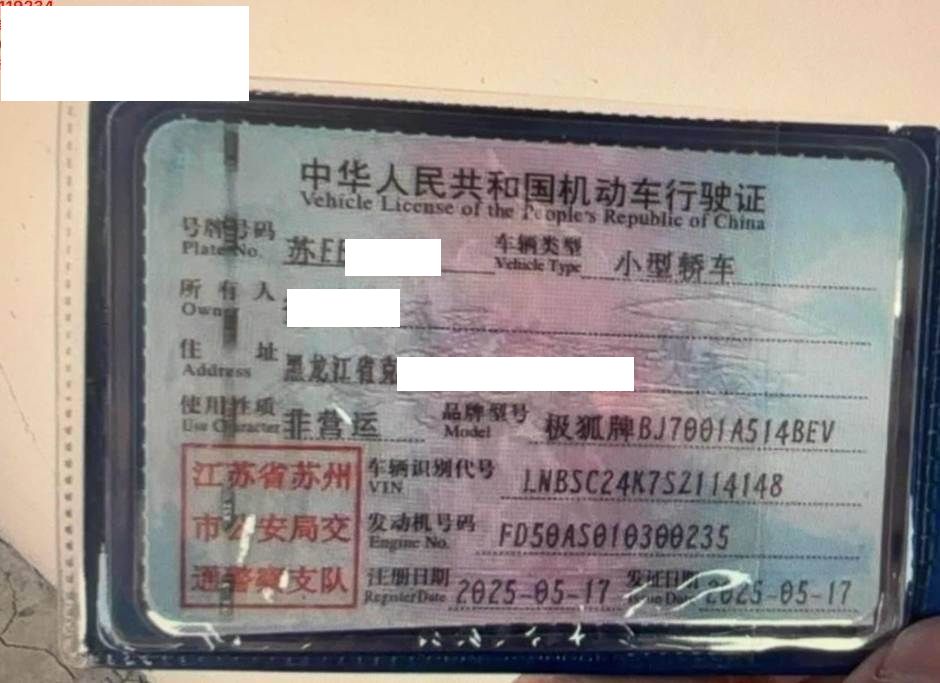 中华人民共和国机动车行驶证
Vehicle License of the People's Republic of China
号牌号码 苏E 车辆类型 小型轿车
Plate No. Vehicle Type
所有人
Owner
住址 黑龙江省克
Address
使用性质 非营运 品牌型号 极狐牌BJ7001A514BEV
Use Character Model
江苏省苏州
市公安局交
通警察支队
车辆识别代号 LNBSC24K7S2114148
VIN
发动机号码 FD50AS010300235
Engine No.
注册日期 2025-05-17 发证日期 2025-05-17
Register Date Issue Date